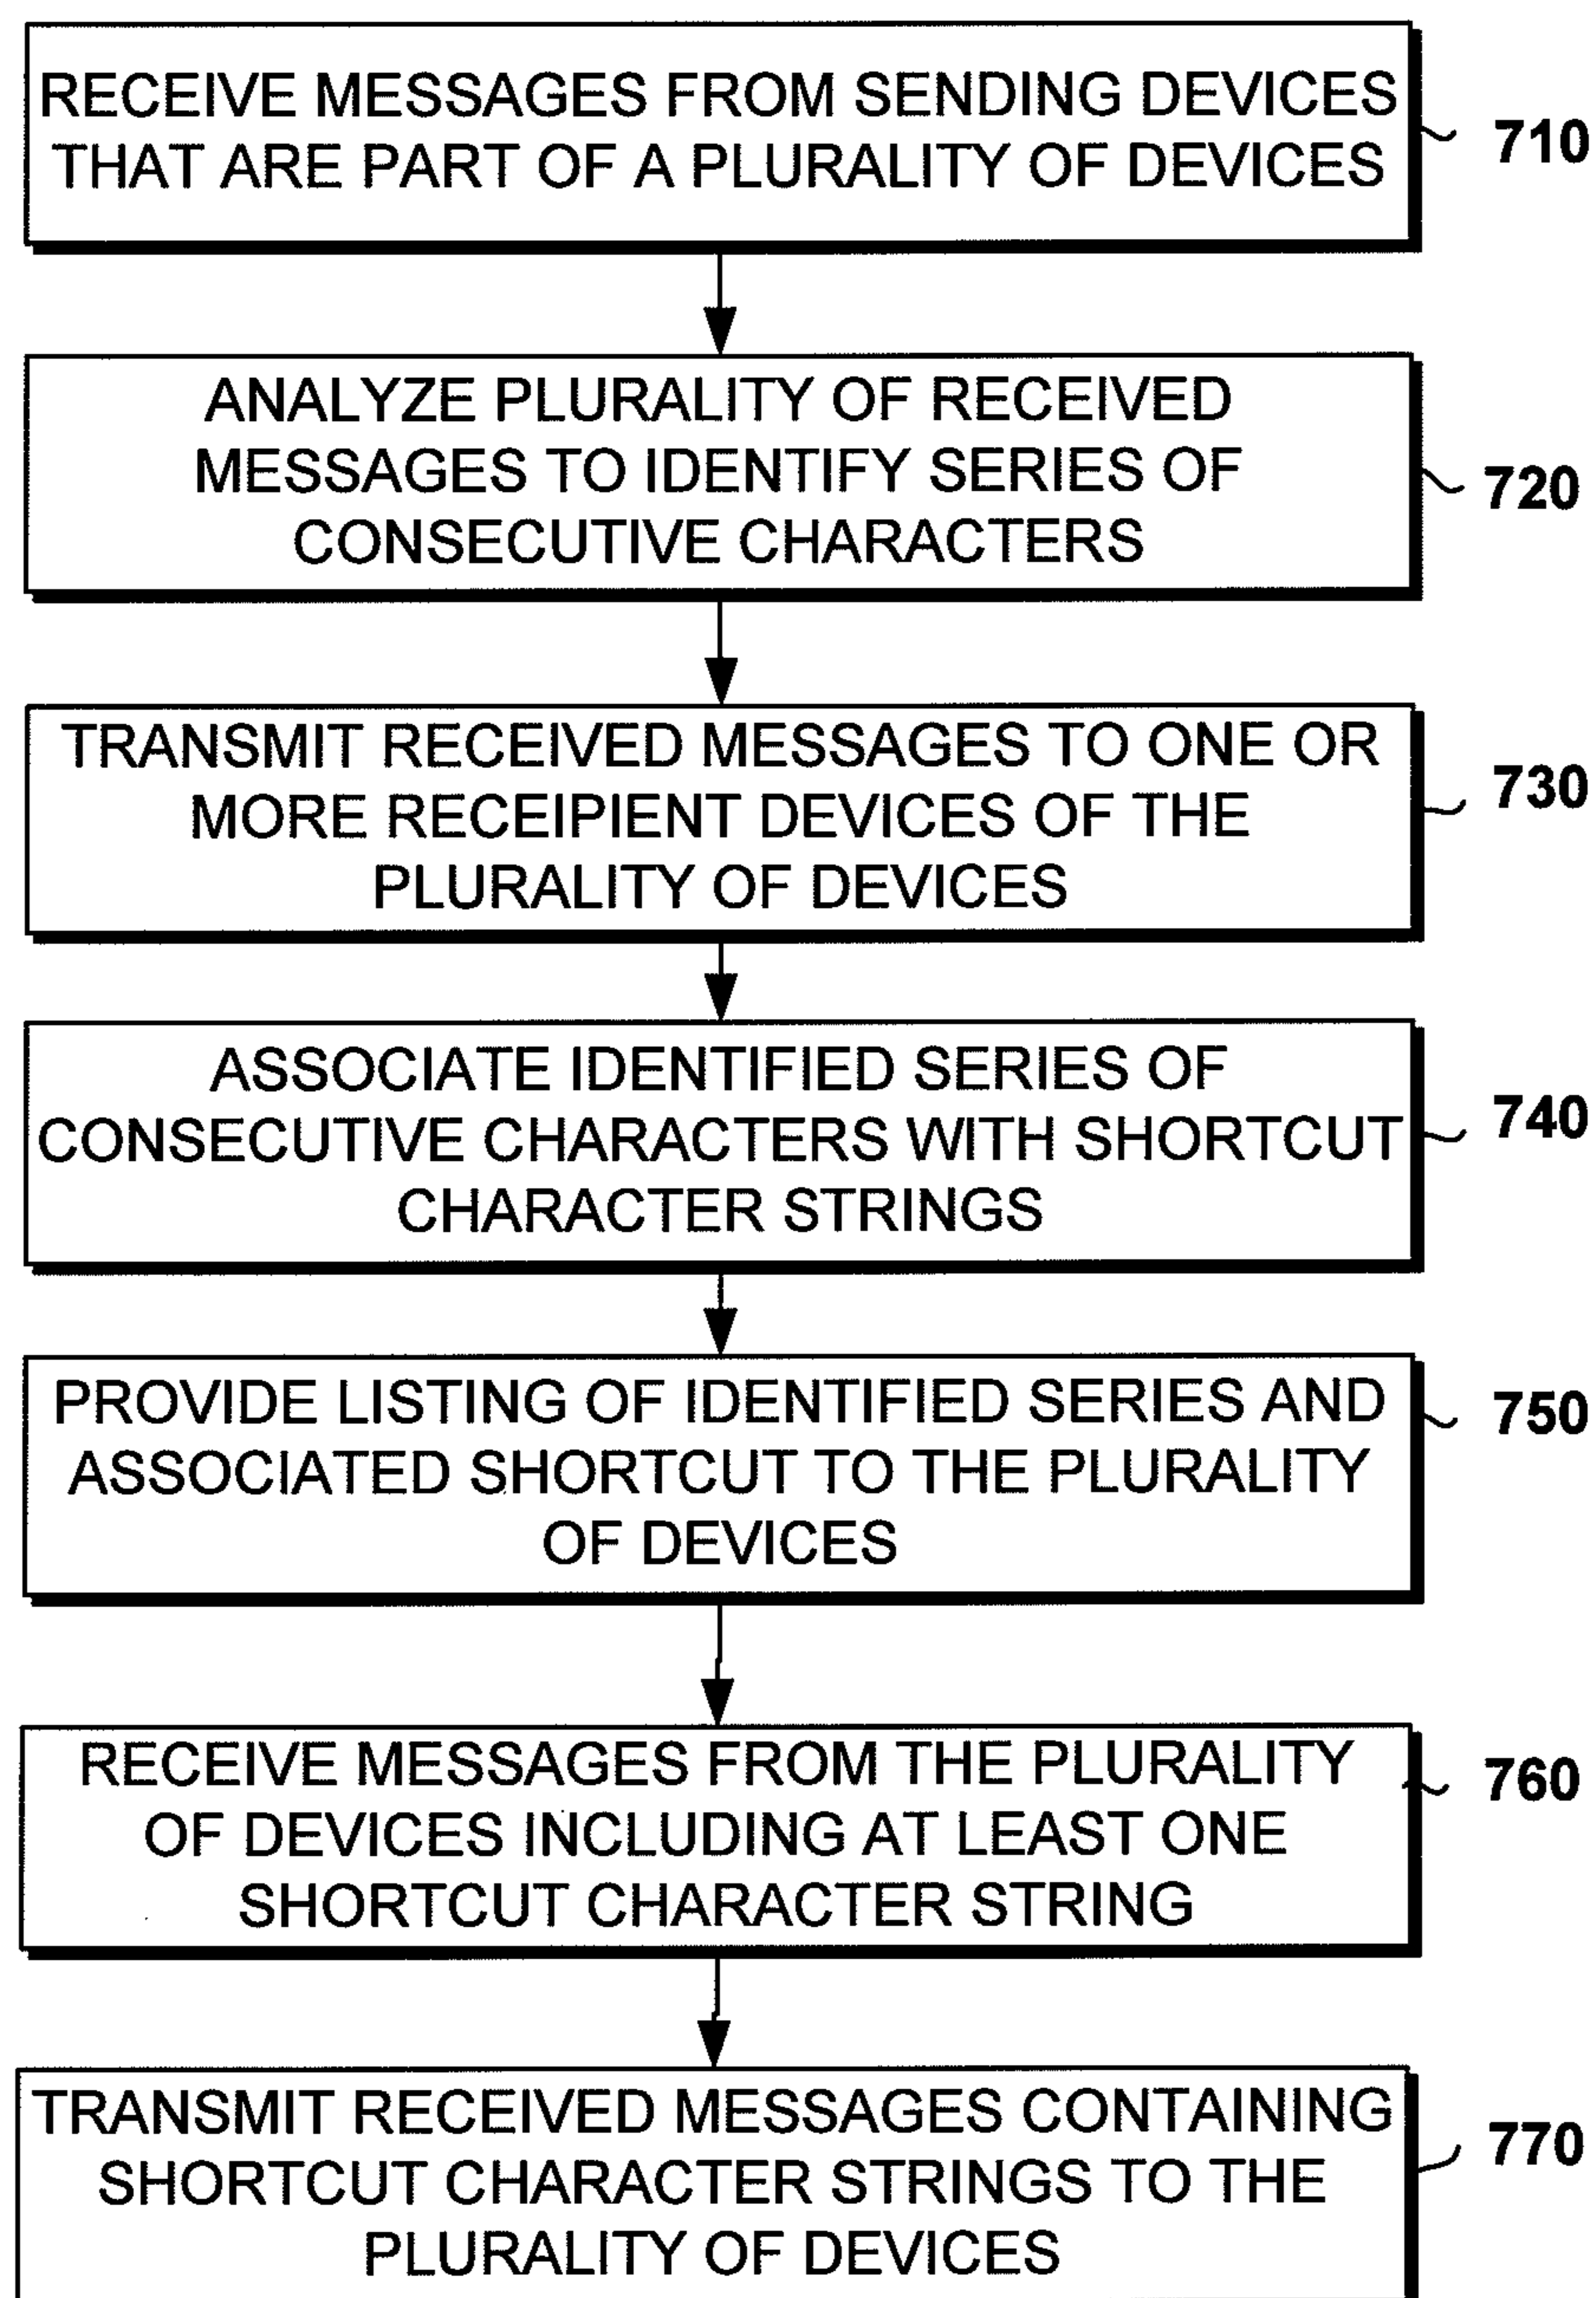 RECEIVE MESSAGES FROM SENDING DEVICES
THAT ARE PART OF A PLURALITY OF DEVICES
710
ANALYZE PLURALITY OF RECEIVED
MESSAGES TO IDENTIFY SERIES OF
CONSECUTIVE CHARACTERS
720
TRANSMIT RECEIVED MESSAGES TO ONE OR
MORE RECEIPIENT DEVICES OF THE
PLURALITY OF DEVICES
730
ASSOCIATE IDENTIFIED SERIES OF
CONSECUTIVE CHARACTERS WITH SHORTCUT
CHARACTER STRINGS
740
PROVIDE LISTING OF IDENTIFIED SERIES AND
ASSOCIATED SHORTCUT TO THE PLURALITY
OF DEVICES
750
RECEIVE MESSAGES FROM THE PLURALITY
OF DEVICES INCLUDING AT LEAST ONE
SHORTCUT CHARACTER STRING
760
TRANSMIT RECEIVED MESSAGES CONTAINING
SHORTCUT CHARACTER STRINGS TO THE
PLURALITY OF DEVICES
770